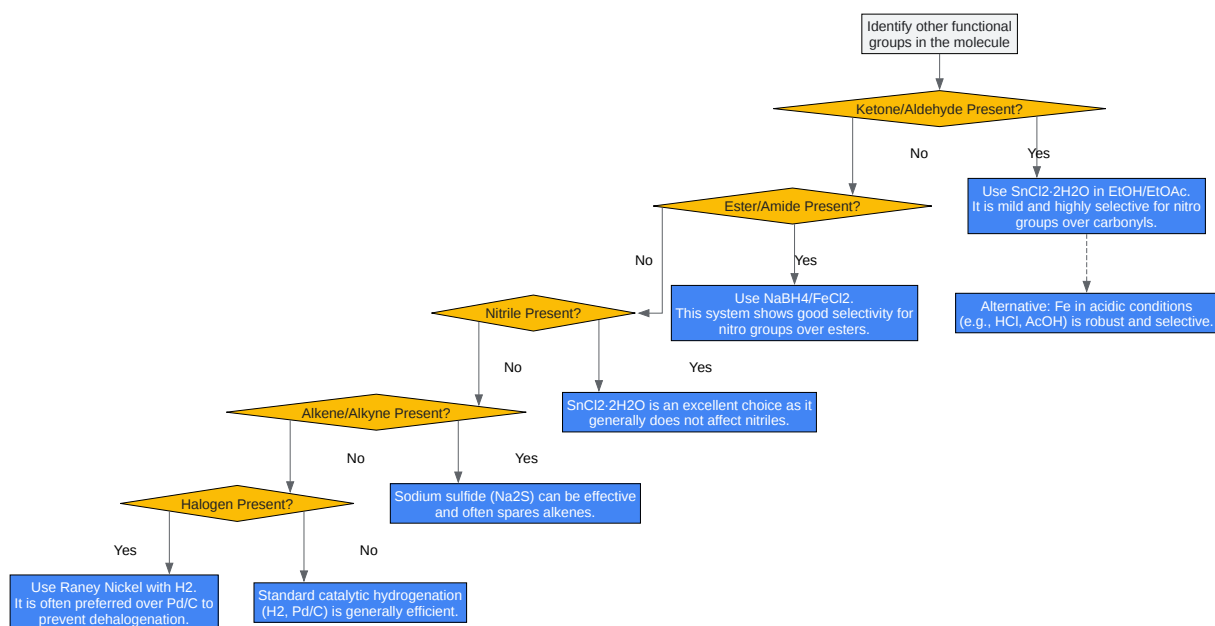 Identify other functional
groups in the molecule
Ketone/Aldehyde Present?
No
Yes
Use SnCl2·2H2O in EtOH/EtOAc.
It is mild and highly selective for nitro
groups over carbonyls.
Ester/Amide Present?
No
Yes
Use NaBH4/FeCl2.
This system shows good selectivity for
nitro groups over esters.
Alternative: Fe in acidic conditions
(e.g., HCl, AcOH) is robust and selective.
Nitrile Present?
No
Yes
SnCl2·2H2O is an excellent choice as it
generally does not affect nitriles.
Alkene/Alkyne Present?
No
Yes
Sodium sulfide (Na2S) can be effective
and often spares alkenes.
Halogen Present?
Yes
No
Use Raney Nickel with H2.
It is often preferred over Pd/C to
prevent dehalogenation.
Standard catalytic hydrogenation
(H2, Pd/C) is generally efficient.